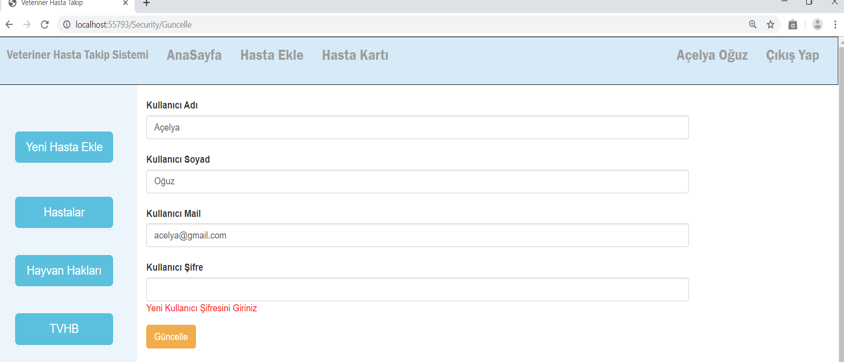 Veteriner Hasta Takip
localhost:55793/Security/Guncelle
Veteriner Hasta Takip Sistemi AnaSayfa Hasta Ekle Hasta Kartı Açelya Oğuz Çıkış Yap
Yeni Hasta Ekle
Hastalar
Hayvan Hakları
TVHB
Kullanıcı Adı
Açelya
Kullanıcı Soyad
Oğuz
Kullanıcı Mail
acelya@gmail.com
Kullanıcı Şifre
Yeni Kullanıcı Şifresini Giriniz
Güncelle